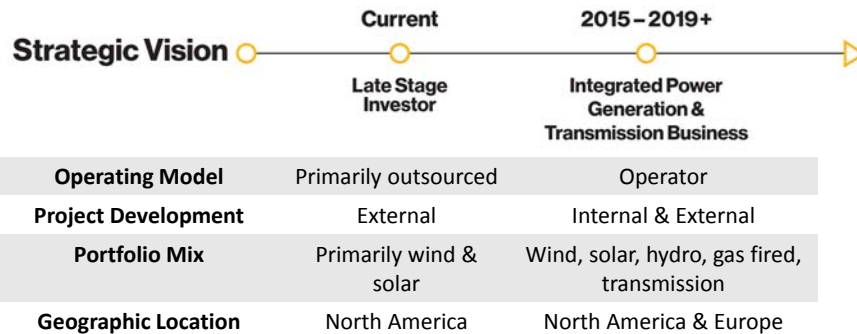 Current 2015–2019+
Strategic Vision
Late Stage Integrated Power
Investor Generation &
Transmission Business
Operating Model Primarily outsourced Operator
Project Development External Internal & External
Portfolio Mix Primarily wind & Wind, solar, hydro, gas fired,
solar transmission
Geographic Location North America North America & Europe